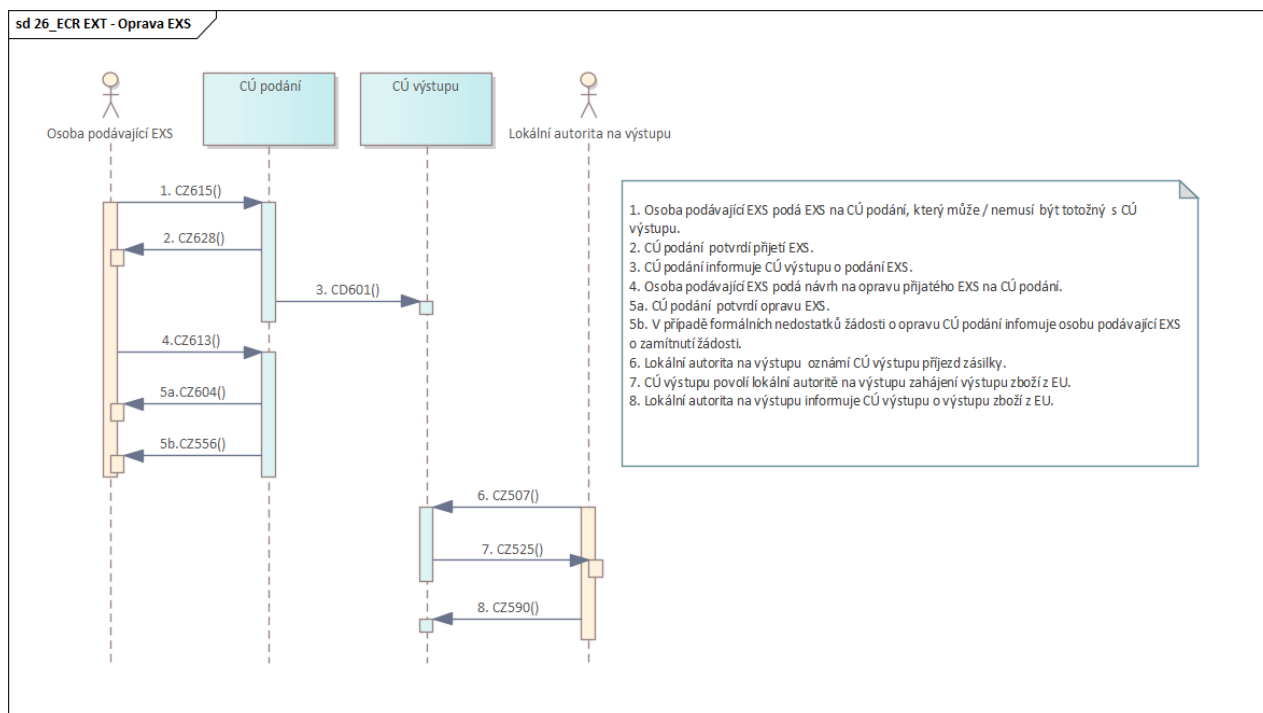 sd 26_ECR EXT - Oprava EXS
CÚ podání
CÚ výstupu
Osoba podávající EXS
Lokální autorita na výstupu
1. CZ615()
2. CZ628()
3. CD601()
4.CZ613()
5a.CZ604()
5b.CZ556()
6. CZ507()
7. CZ525()
8. CZ590()
1. Osoba podávající EXS podá EXS na CÚ podání, který může / nemusí být totožný s CÚ
výstupu.
2. CÚ podání potvrdí přijetí EXS.
3. CÚ podání informuje CÚ výstupu o podání EXS.
4. Osoba podávající EXS podá návrh na opravu přijatého EXS na CÚ podání.
5a. CÚ podání potvrdí opravu EXS.
5b. V případě formálních nedostatků žádosti o opravu CÚ podání infomuje osobu podávající EXS
o zamítnutí žádosti.
6. Lokální autorita na výstupu oznámí CÚ výstupu příjezd zásilky.
7. CÚ výstupu povolí lokální autoritě na výstupu zahájení výstupu zboží z EU.
8. Lokální autorita na výstupu informuje CÚ výstupu o výstupu zboží z EU.